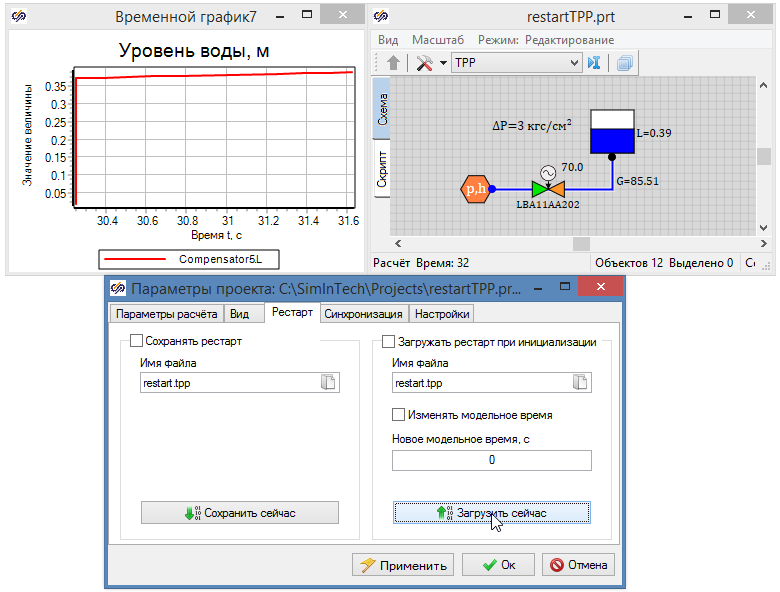 Временной график7
Уровень воды, м
Значение величины
0.35
0.3
0.25
0.2
0.15
0.1
0.05
30.4 30.6 30.8 31 31.2 31.4 31.6
Время t, с
Compensator5.L
restartTPP.prt
Вид Масштаб Режим: Редактирование
TPP
Схема
Скрипт
ΔP=3 кгс/см²
L=0.39
70.0
p,h
G=85.51
LBA11AA202
Расчёт Время: 32 Объектов 12 Выделено 0
Параметры проекта: C:\SimInTech\Projects\restartTPP.pr...
Параметры расчёта Вид Рестарт Синхронизация Настройки
Сохранять рестарт
Имя файла
restart.tpp
Сохранить сейчас
Загружать рестарт при инициализации
Имя файла
restart.tpp
Изменять модельное время
Новое модельное время, с
0
Загрузить сейчас
Применить Ок Отмена